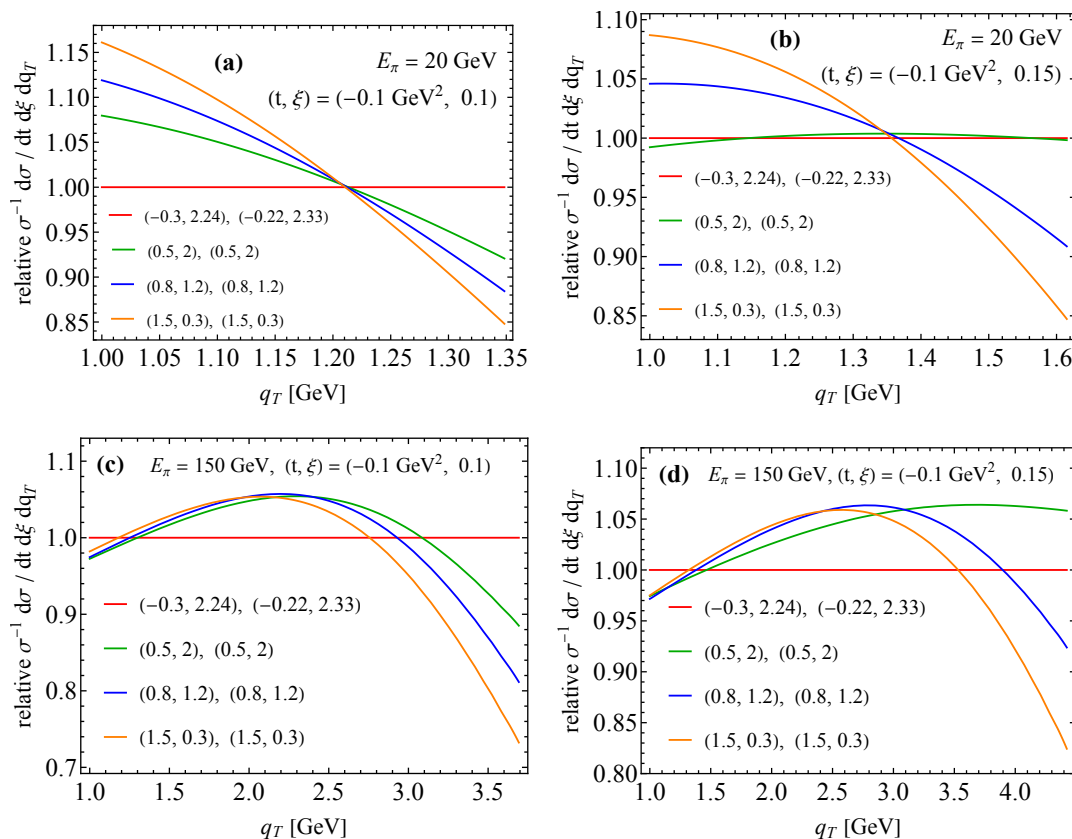 relative σ⁻¹ dσ / dt dξ dq_T
1.15
1.10
1.05
1.00
0.95
0.90
0.85
(a)
E_π = 20 GeV
(t, ξ) = (−0.1 GeV², 0.1)
(−0.3, 2.24), (−0.22, 2.33)
(0.5, 2) (0.5, 2)
(0.8, 1.2), (0.8, 1.2)
(1.5, 0.3) (1.5, 0.3)
1.00 1.05 1.10 1.15 1.20 1.25 1.30 1.35
q_T [GeV]
relative σ⁻¹ dσ / dt dξ dq_T
1.10
1.05
1.00
0.95
0.90
0.85
(b)
E_π = 20 GeV
(t, ξ) = (−0.1 GeV², 0.15)
(−0.3, 2.24), (−0.22, 2.33)
(0.5, 2), (0.5, 2)
(0.8, 1.2), (0.8, 1.2)
(1.5, 0.3), (1.5, 0.3)
1.0 1.1 1.2 1.3 1.4 1.5 1.6
q_T [GeV]
relative σ⁻¹ dσ / dt dξ dq_T
1.1
1.0
0.9
0.8
0.7
(c) E_π = 150 GeV, (t, ξ) = (−0.1 GeV², 0.1)
(−0.3, 2.24), (−0.22, 2.33)
(0.5, 2), (0.5, 2)
(0.8, 1.2), (0.8, 1.2)
(1.5, 0.3), (1.5, 0.3)
1.0 1.5 2.0 2.5 3.0 3.5
q_T [GeV]
relative σ⁻¹ dσ / dt dξ dq_T
1.10
1.05
1.00
0.95
0.90
0.85
0.80
(d) E_π = 150 GeV, (t, ξ) = (−0.1 GeV², 0.15)
(−0.3, 2.24), (−0.22, 2.33)
(0.5, 2), (0.5, 2)
(0.8, 1.2), (0.8, 1.2)
(1.5, 0.3), (1.5, 0.3)
1.0 1.5 2.0 2.5 3.0 3.5 4.0
q_T [GeV]